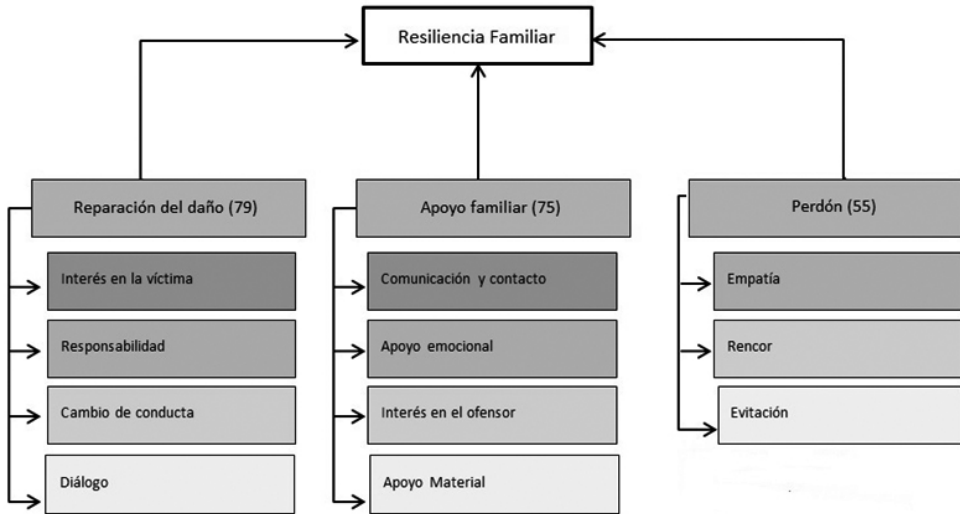 Resiliencia Familiar
Reparación del daño (79)
Interés en la víctima
Responsabilidad
Cambio de conducta
Diálogo
Apoyo familiar (75)
Comunicación y contacto
Apoyo emocional
Interés en el ofensor
Apoyo Material
Perdón (55)
Empatía
Rencor
Evitación